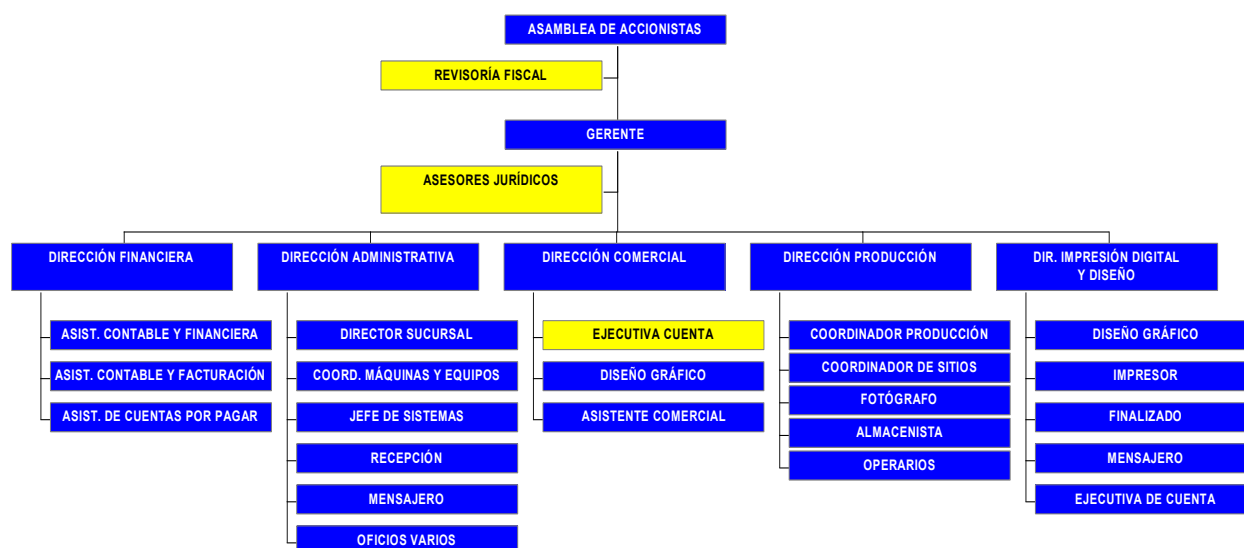 ASAMBLEA DE ACCIONISTAS
REVISORÍA FISCAL
GERENTE
ASESORES JURÍDICOS
DIRECCIÓN FINANCIERA
ASIST. CONTABLE Y FINANCIERA
ASIST. CONTABLE Y FACTURACIÓN
ASIST. DE CUENTAS POR PAGAR
DIRECCIÓN ADMINISTRATIVA
DIRECTOR SUCURSAL
COORD. MÁQUINAS Y EQUIPOS
JEFE DE SISTEMAS
RECEPCIÓN
MENSAJERO
OFICIOS VARIOS
DIRECCIÓN COMERCIAL
EJECUTIVA CUENTA
DISEÑO GRÁFICO
ASISTENTE COMERCIAL
DIRECCIÓN PRODUCCIÓN
COORDINADOR PRODUCCIÓN
COORDINADOR DE SITIOS
FOTÓGRAFO
ALMACENISTA
OPERARIOS
DIR. IMPRESIÓN DIGITAL
Y DISEÑO
DISEÑO GRÁFICO
IMPRESOR
FINALIZADO
MENSAJERO
EJECUTIVA DE CUENTA